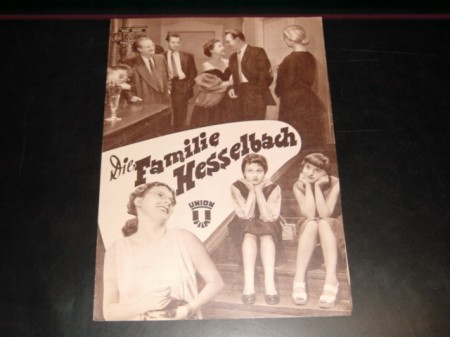 Die Familie
Hesselbach
UNION
FILM